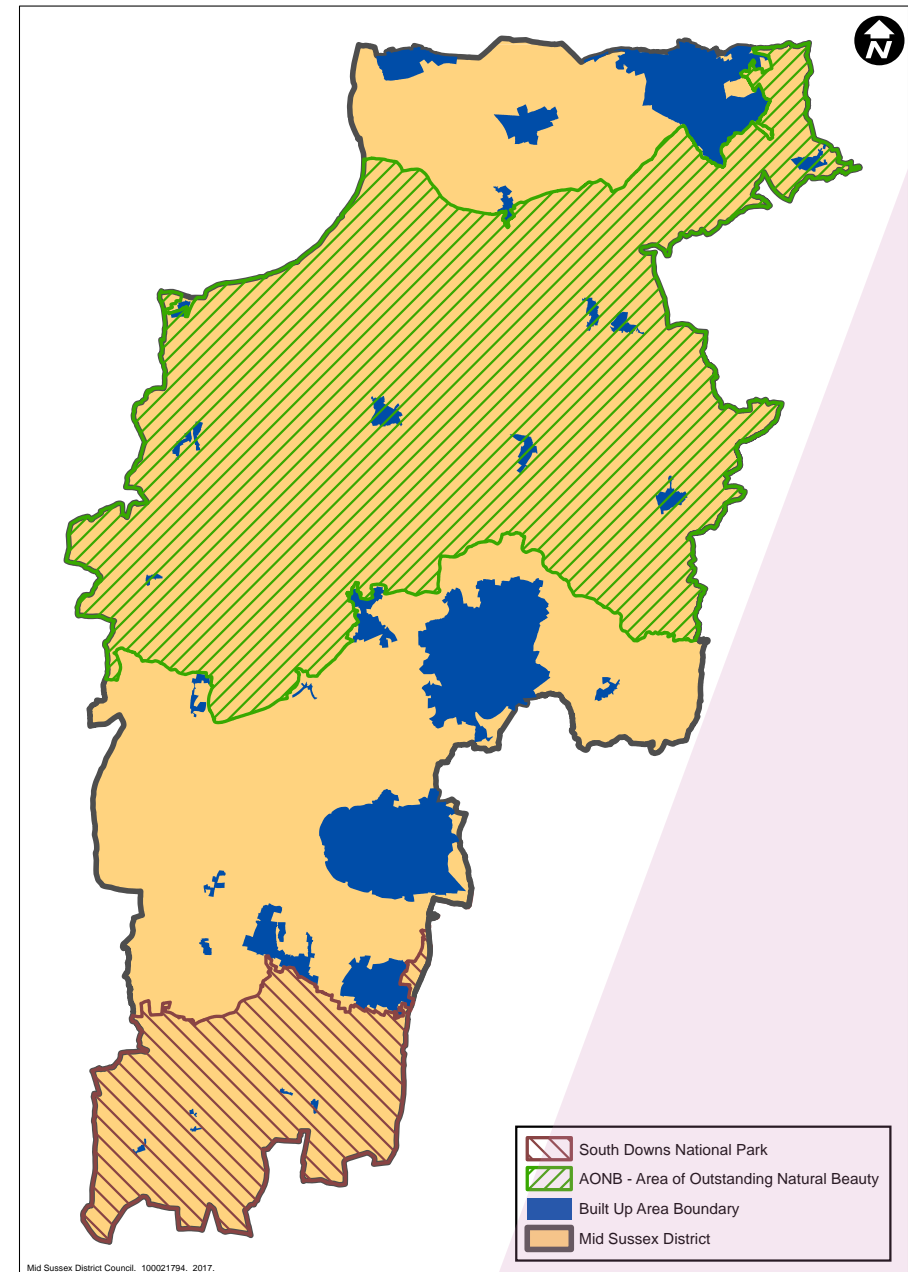 N
South Downs National Park
AONB - Area of Outstanding Natural Beauty
Built Up Area Boundary
Mid Sussex District
Mid Sussex District Council. 100021794. 2017.